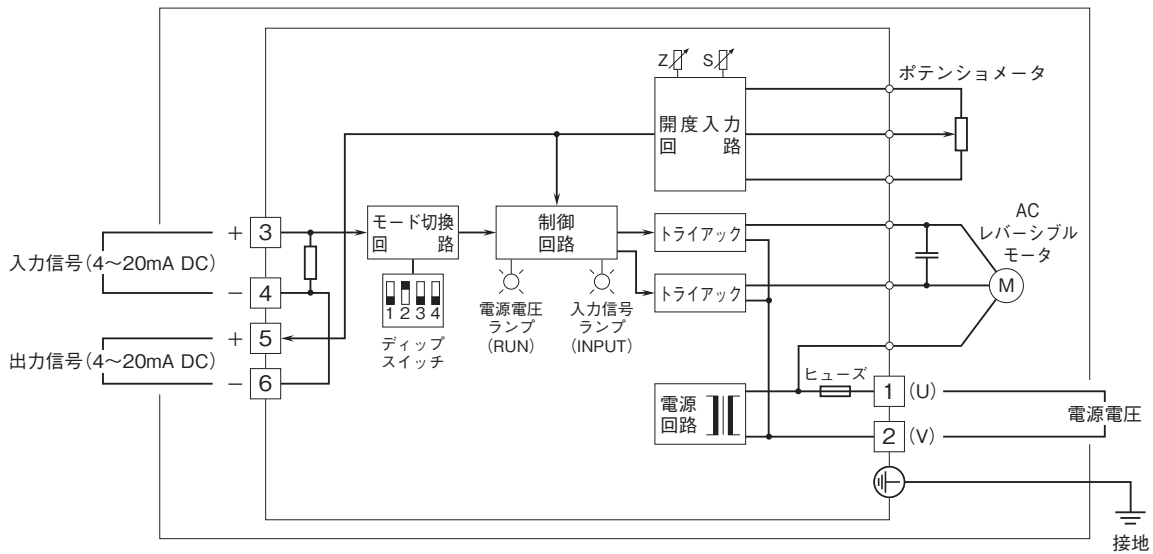 Z S
ポテンショメータ
開度入力
回 路
モード切換
回 路
制御
回路
トライアック
トライアック
AC
レバーシブル
モータ
M
+ 3
入力信号(4〜20mA DC)
− 4
+ 5
出力信号(4〜20mA DC)
− 6
1 2 3 4
ディップ
スイッチ
電源電圧
ランプ
(RUN)
入力信号
ランプ
(INPUT)
ヒューズ
電源
回路
1 (U)
電源電圧
2 (V)
接地